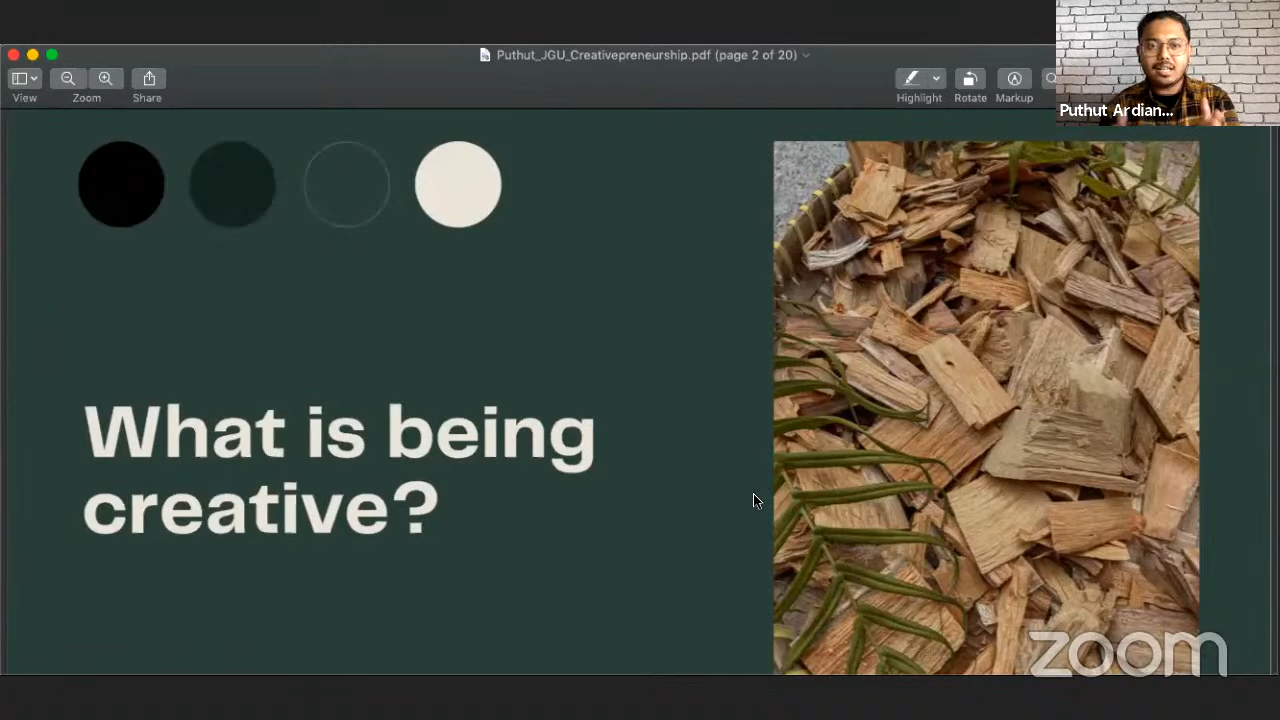 Puthut_JGU_Creativepreneurship.pdf (page 2 of 20)
View
Zoom
Share
Highlight
Rotate
Markup
Puthut Ardian...
What is being
creative?
zoom